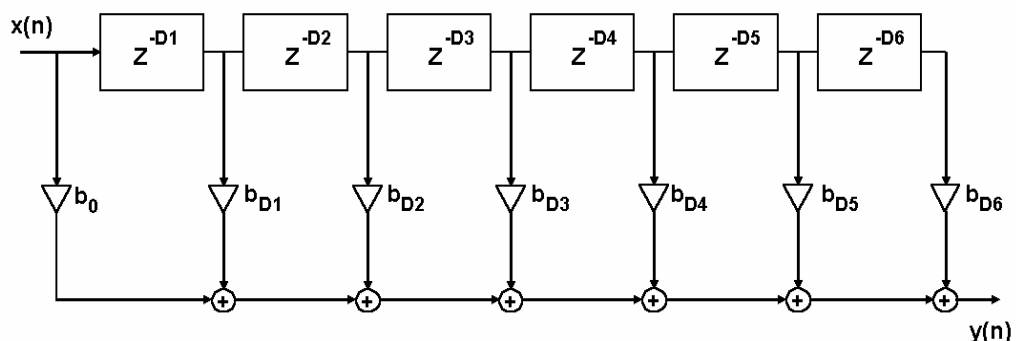 x(n)
z-D1 z-D2 z-D3 z-D4 z-D5 z-D6
b0 bD1 bD2 bD3 bD4 bD5 bD6
+ + + + + +
y(n)